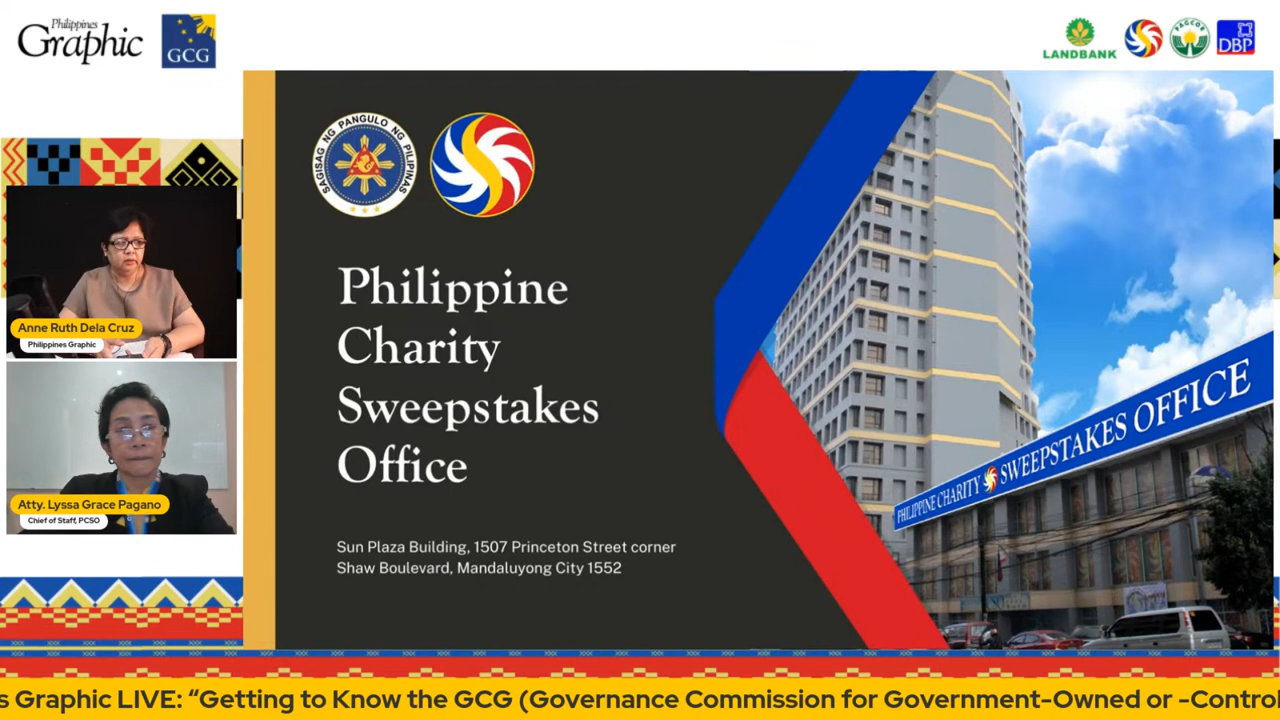 Philippines
Graphic
GCG
LANDBANK
PAGCOR
DBP
SAGISAG NG PANGULO NG PILIPINAS
Philippine
Charity
Sweepstakes
Office
Sun Plaza Building, 1507 Princeton Street corner
Shaw Boulevard, Mandaluyong City 1552
PHILIPPINE CHARITY SWEEPSTAKES OFFICE
Anne Ruth Dela Cruz
Philippines Graphic
Atty. Lyssa Grace Pagano
Chief of Staff, PCSO
s Graphic LIVE: “Getting to Know the GCG (Governance Commission for Government-Owned or -Control